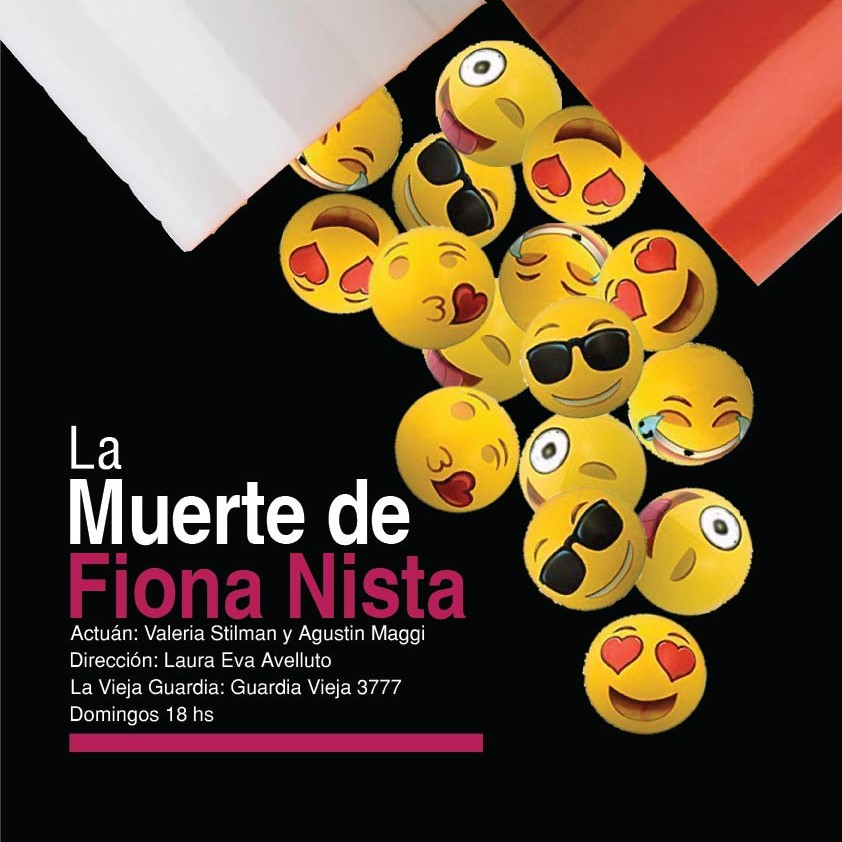 La
Muerte de
Fiona Nista
Actuán: Valeria Stilman y Agustin Maggi
Dirección: Laura Eva Avelluto
La Vieja Guardia: Guardia Vieja 3777
Domingos 18 hs